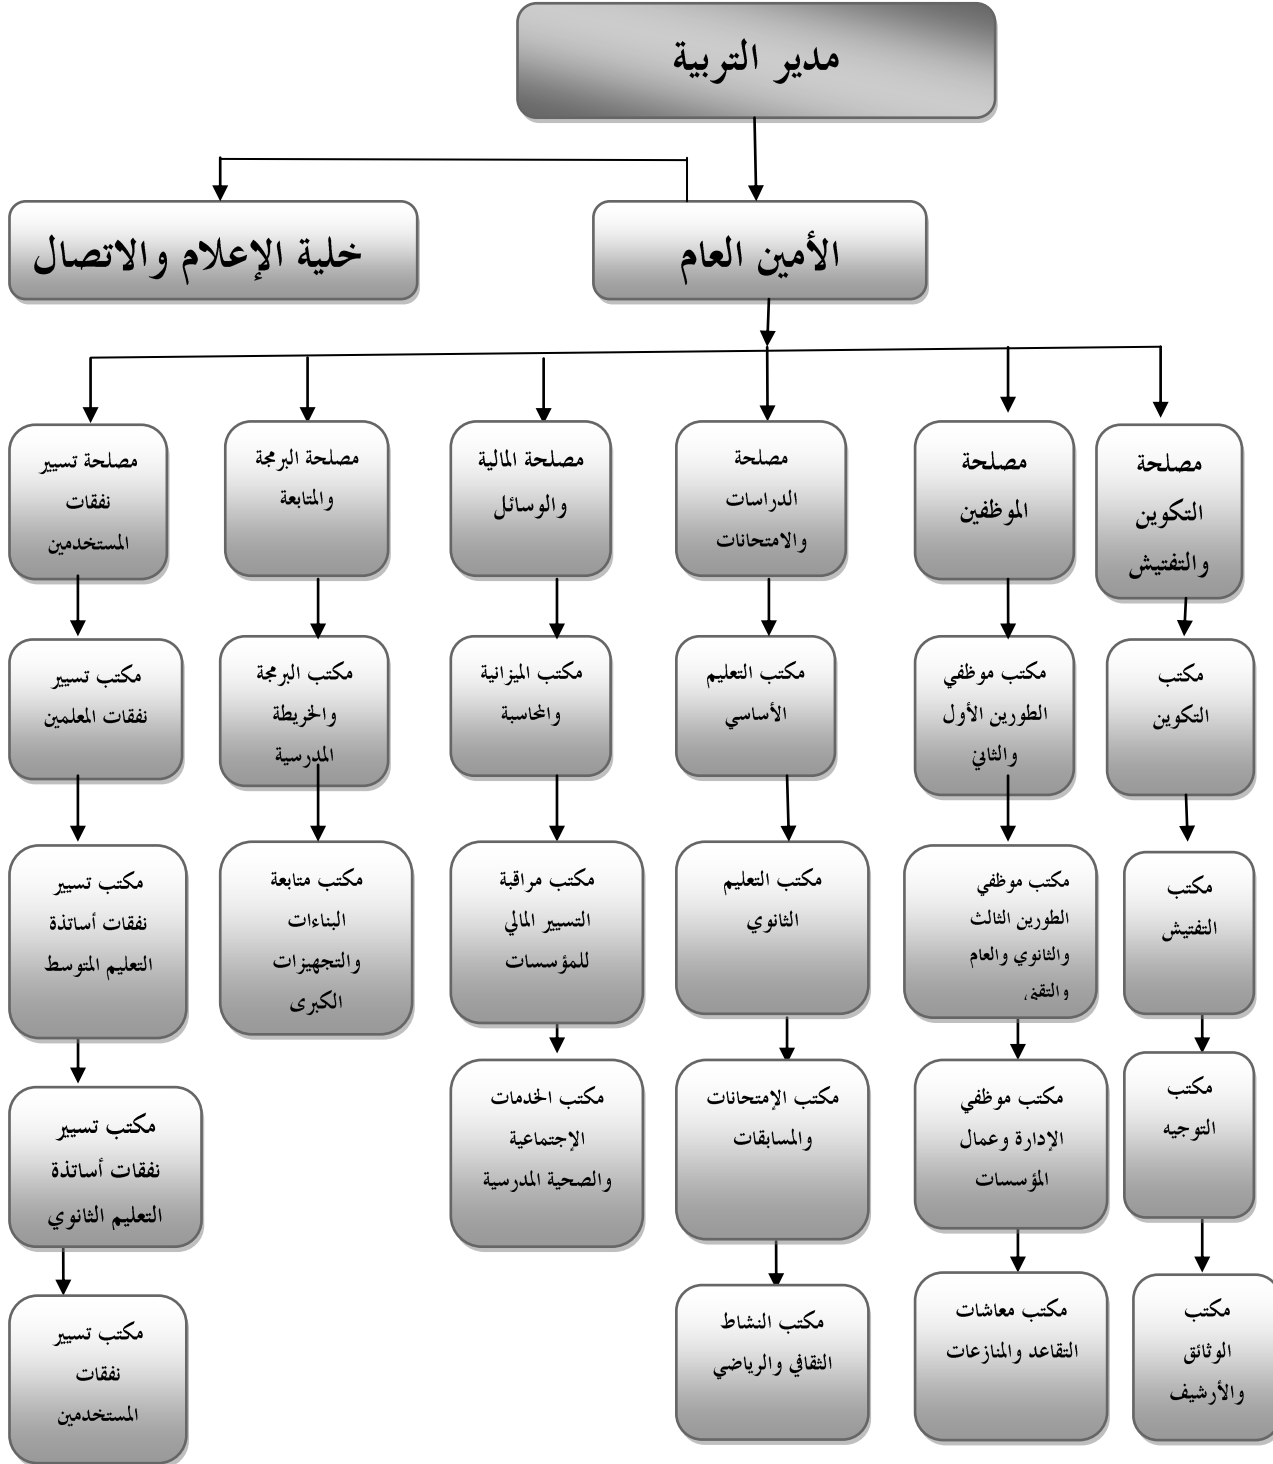 مدير التربية
الأمين العام
خلية الإعلام والاتصال
مصلحة
التكوين
والتفتيش
مصلحة
الموظفين
مصلحة
الدراسات
والامتحانات
مصلحة المالية
والوسائل
مصلحة البرمجة
والمتابعة
مصلحة تسيير
نفقات
المستخدمين
مكتب
التكوين
مكتب موظفي
الطورين الأول
والثاني
مكتب التعليم
الأساسي
مكتب الميزانية
والمحاسبة
مكتب البرمجة
والخريطة
المدرسية
مكتب تسيير
نفقات المعلمين
مكتب
التفتيش
مكتب موظفي
الطورين الثالث
والثانوي والعام
والتقني
مكتب التعليم
الثانوي
مكتب مراقبة
التسيير المالي
للمؤسسات
مكتب متابعة
البناءات
والتجهيزات
الكبرى
مكتب تسيير
نفقات أساتذة
التعليم المتوسط
مكتب
التوجيه
مكتب موظفي
الإدارة وعمال
المؤسسات
مكتب الإمتحانات
والمسابقات
مكتب الخدمات
الإجتماعية
والصحية المدرسية
مكتب تسيير
نفقات أساتذة
التعليم الثانوي
مكتب
الوثائق
والأرشيف
مكتب معاشات
التقاعد والمنازعات
مكتب النشاط
الثقافي والرياضي
مكتب تسيير
نفقات
المستخدمين